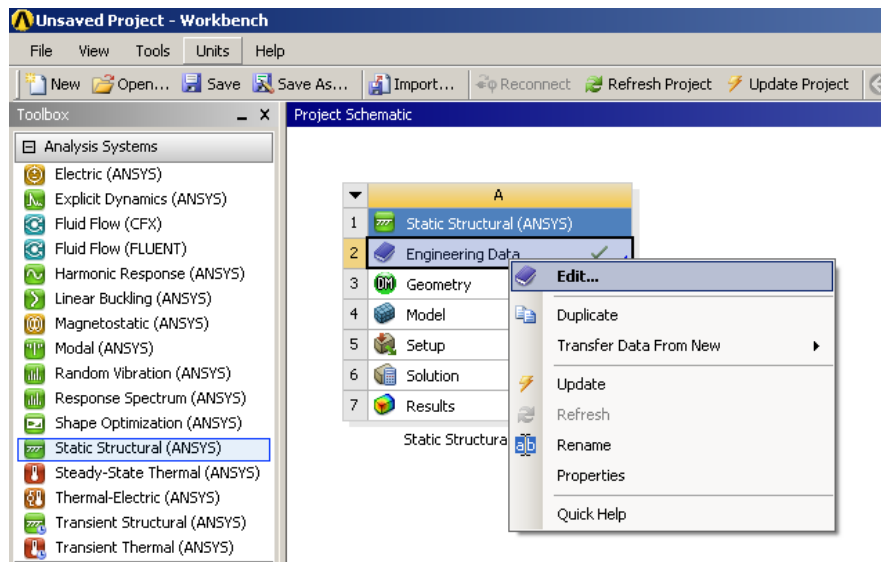 Unsaved Project - Workbench
File View Tools Units Help
New Open... Save Save As... Import... Reconnect Refresh Project Update Project
Toolbox
Project Schematic
Analysis Systems
Electric (ANSYS)
Explicit Dynamics (ANSYS)
Fluid Flow (CFX)
Fluid Flow (FLUENT)
Harmonic Response (ANSYS)
Linear Buckling (ANSYS)
Magnetostatic (ANSYS)
Modal (ANSYS)
Random Vibration (ANSYS)
Response Spectrum (ANSYS)
Shape Optimization (ANSYS)
Static Structural (ANSYS)
Steady-State Thermal (ANSYS)
Thermal-Electric (ANSYS)
Transient Structural (ANSYS)
Transient Thermal (ANSYS)
A
1 Static Structural (ANSYS)
2 Engineering Data
3 DM Geometry
4 Model
5 Setup
6 Solution
7 Results
Static Structura
Edit...
Duplicate
Transfer Data From New
Update
Refresh
ab Rename
Properties
Quick Help